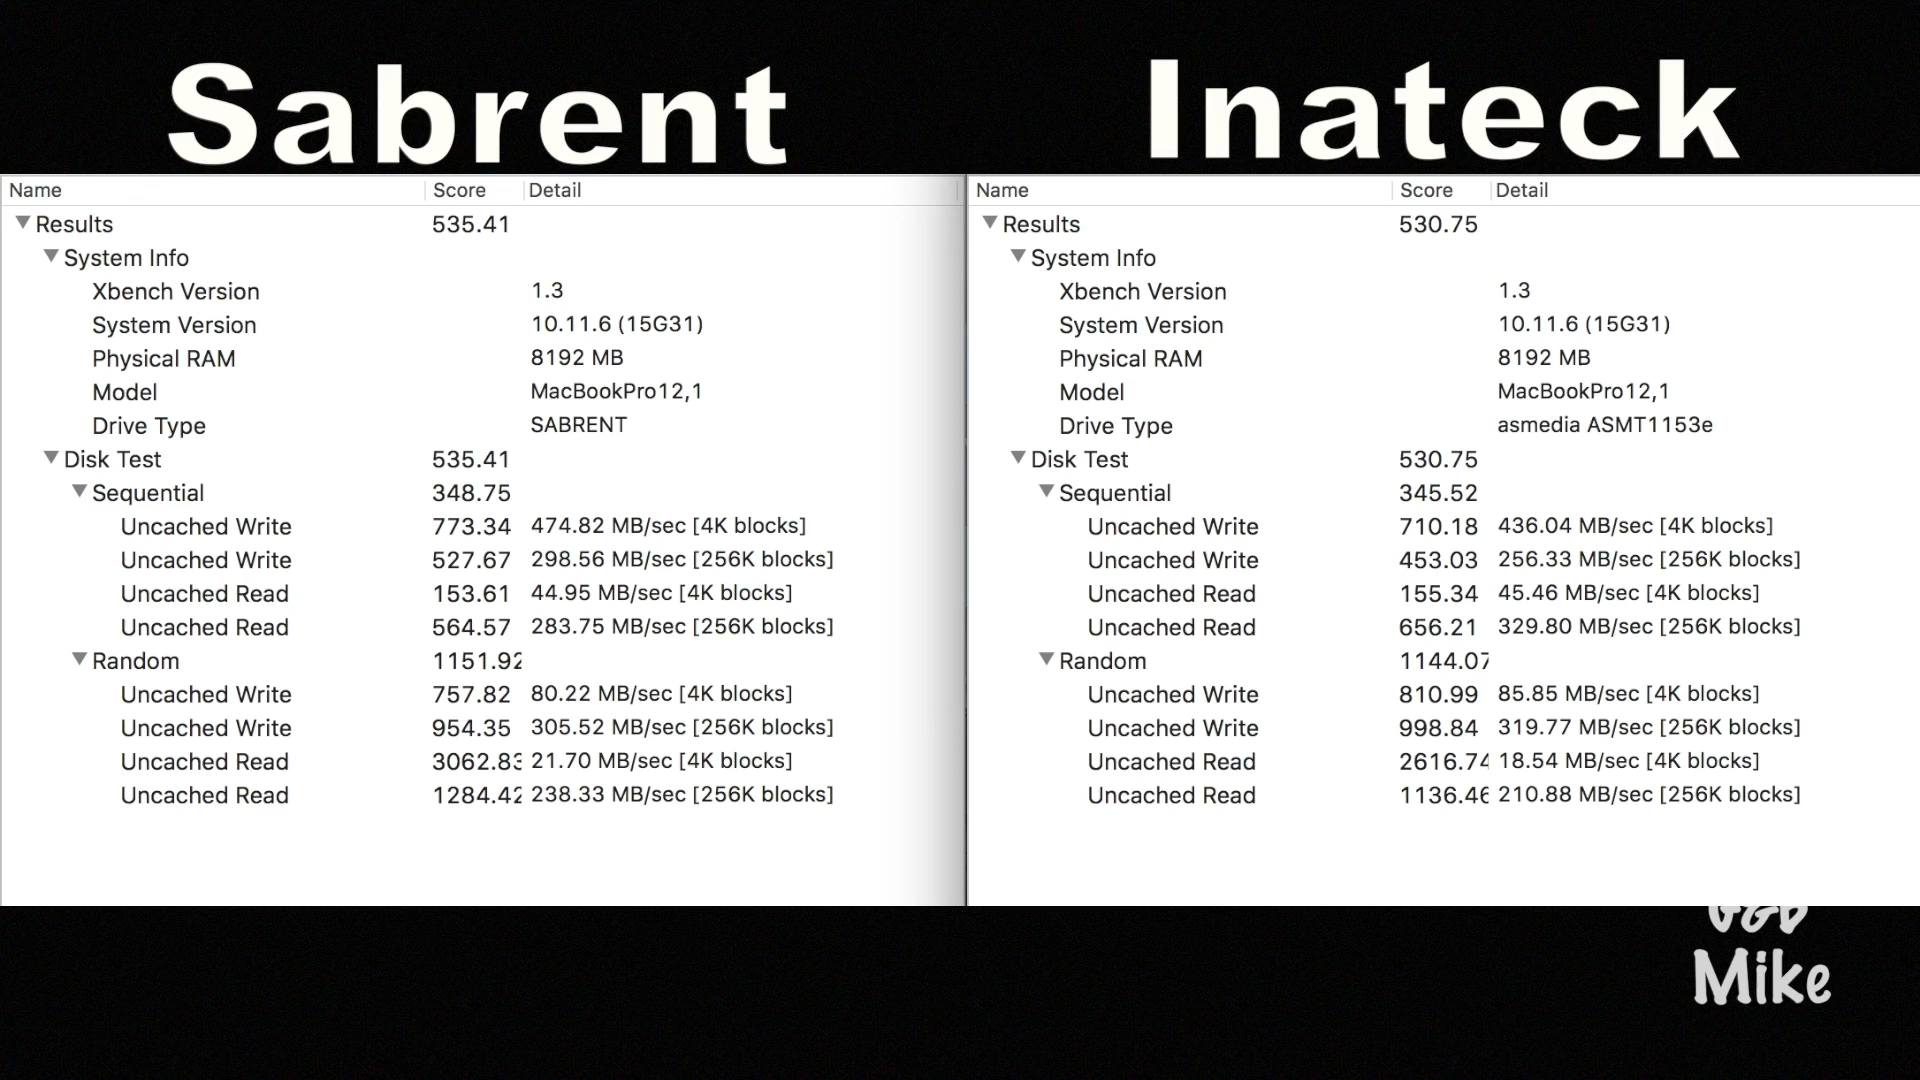 Sabrent
Name Score Detail
Results 535.41
System Info
Xbench Version 1.3
System Version 10.11.6 (15G31)
Physical RAM 8192 MB
Model MacBookPro12,1
Drive Type SABRENT
Disk Test 535.41
Sequential 348.75
Uncached Write 773.34 474.82 MB/sec [4K blocks]
Uncached Write 527.67 298.56 MB/sec [256K blocks]
Uncached Read 153.61 44.95 MB/sec [4K blocks]
Uncached Read 564.57 283.75 MB/sec [256K blocks]
Random 1151.92
Uncached Write 757.82 80.22 MB/sec [4K blocks]
Uncached Write 954.35 305.52 MB/sec [256K blocks]
Uncached Read 3062.83 21.70 MB/sec [4K blocks]
Uncached Read 1284.42 238.33 MB/sec [256K blocks]
Inateck
Name Score Detail
Results 530.75
System Info
Xbench Version 1.3
System Version 10.11.6 (15G31)
Physical RAM 8192 MB
Model MacBookPro12,1
Drive Type asmedia ASMT1153e
Disk Test 530.75
Sequential 345.52
Uncached Write 710.18 436.04 MB/sec [4K blocks]
Uncached Write 453.03 256.33 MB/sec [256K blocks]
Uncached Read 155.34 45.46 MB/sec [4K blocks]
Uncached Read 656.21 329.80 MB/sec [256K blocks]
Random 1144.07
Uncached Write 810.99 85.85 MB/sec [4K blocks]
Uncached Write 998.84 319.77 MB/sec [256K blocks]
Uncached Read 2616.74 18.54 MB/sec [4K blocks]
Uncached Read 1136.46 210.88 MB/sec [256K blocks]
Mike